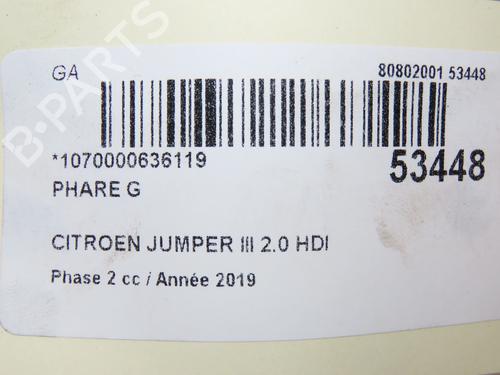 GA
80802001 53448
*1070000636119
53448
PHARE G
CITROEN JUMPER III 2.0 HDI
Phase 2 cc / Année 2019
B-PARTS